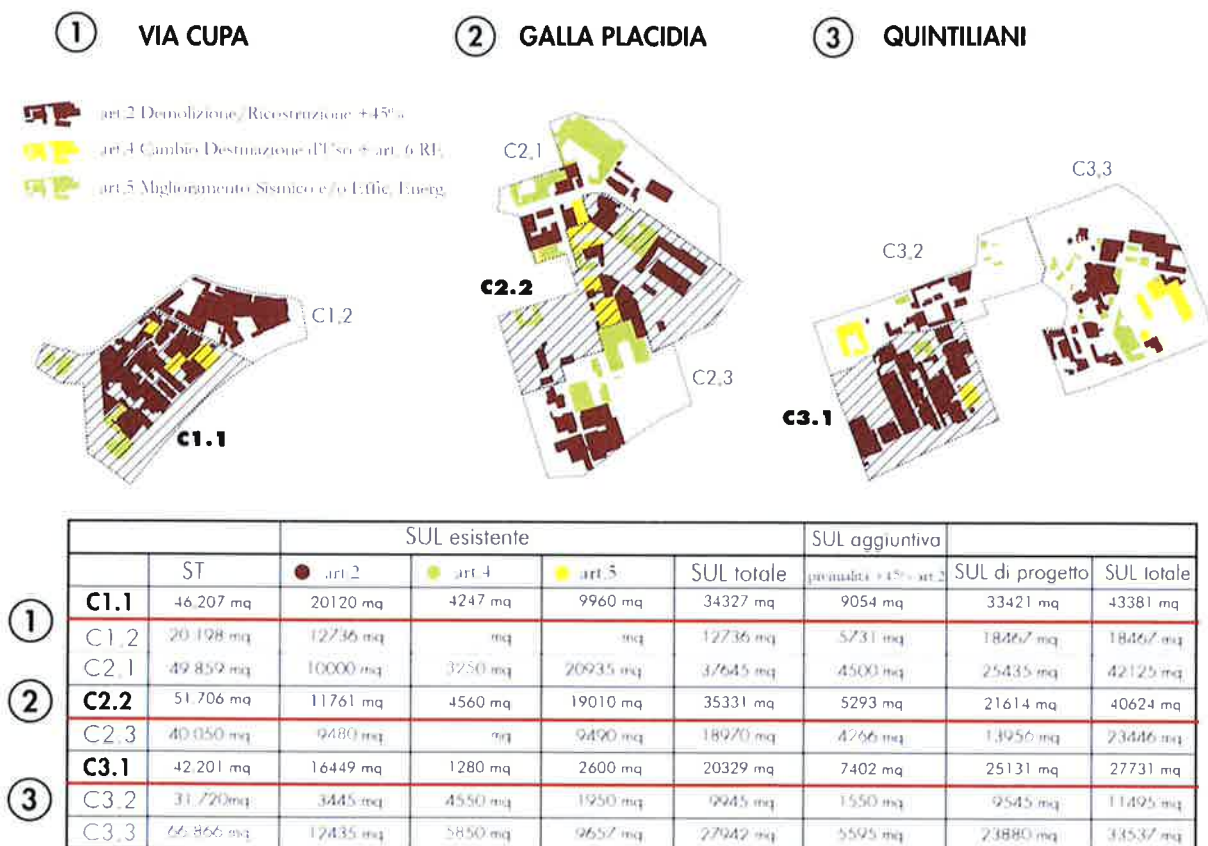 1 VIA CUPA
2 GALLA PLACIDIA
3 QUINTILIANI
art.2 Demolizione/Ricostruzione +45%
art.4 Cambio Destinazione d'Uso + art. 6 RE.
art.5 Miglioramento Sismico e/o Effic. Energ.
C2,1
C3,3
C3,2
C2.2
C1,2
C2,3
C3.1
C1.1
SUL esistente SUL aggiuntiva
ST art.2 art.4 art.5 SUL totale premialità +45% art.2 SUL di progetto SUL totale
1
C1.1 46.207 mq 20120 mq 4247 mq 9960 mq 34327 mq 9054 mq 33421 mq 43381 mq
C1,2 20.198 mq 12736 mq mq mq 12736 mq 5731 mq 18467 mq 18467 mq
C2,1 49.859 mq 10000 mq 3250 mq 20935 mq 37645 mq 4500 mq 25435 mq 42125 mq
2
C2.2 51.706 mq 11761 mq 4560 mq 19010 mq 35331 mq 5293 mq 21614 mq 40624 mq
C2,3 40.050 mq 9480 mq mq 9490 mq 18970 mq 4266 mq 13956 mq 23446 mq
C3.1 42.201 mq 16449 mq 1280 mq 2600 mq 20329 mq 7402 mq 25131 mq 27731 mq
3
C3,2 31.720mq 3445 mq 4550 mq 1950 mq 9945 mq 1550 mq 9545 mq 11495 mq
C3,3 66.866 mq 12435 mq 5850 mq 9657 mq 27942 mq 5595 mq 23880 mq 33537 mq